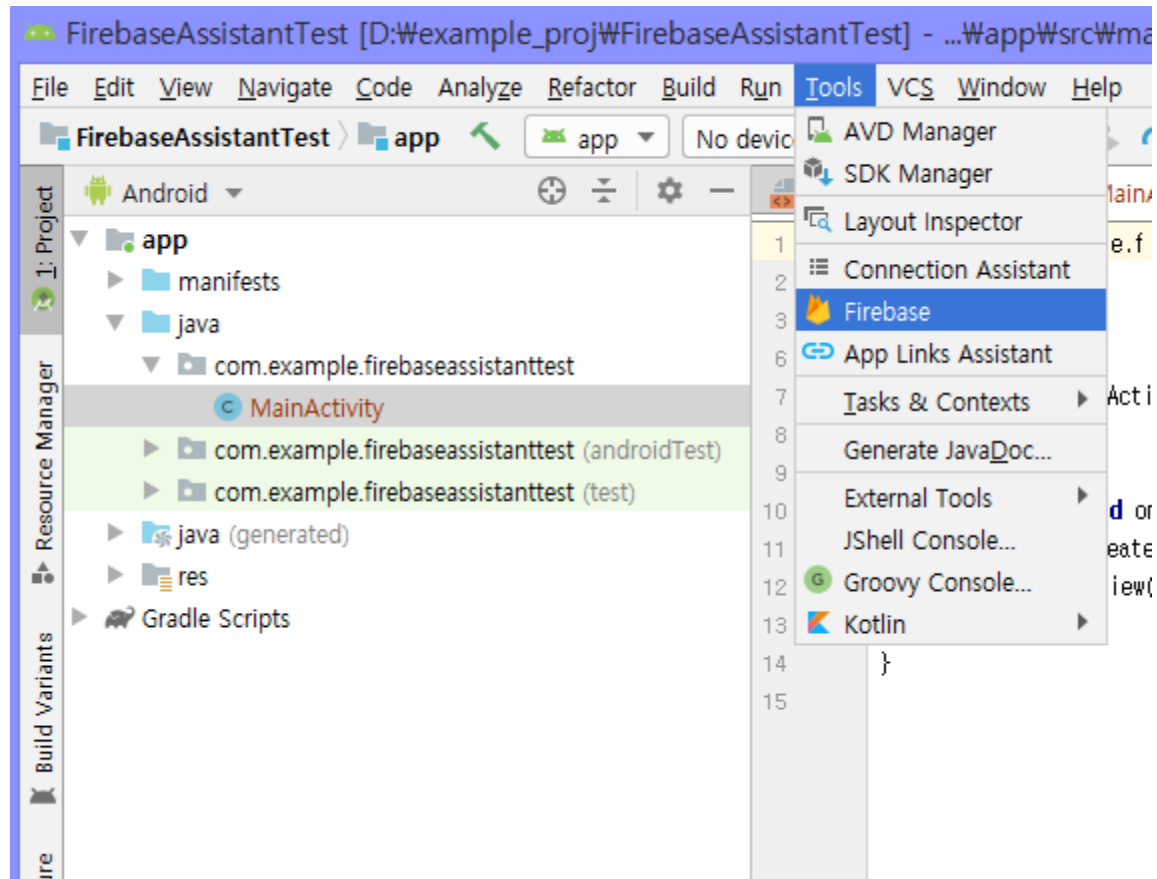 FirebaseAssistantTest [D:₩example_proj₩FirebaseAssistantTest] - ...₩app₩src₩ma
File Edit View Navigate Code Analyze Refactor Build Run Tools VCS Window Help
FirebaseAssistantTest app app No devic
AVD Manager
SDK Manager
Layout Inspector
Connection Assistant
Firebase
App Links Assistant
Tasks & Contexts
Generate JavaDoc...
External Tools
JShell Console...
Groovy Console...
Kotlin
1: Project
Resource Manager
Build Variants
Android
app
manifests
java
com.example.firebaseassistanttest
MainActivity
com.example.firebaseassistanttest (androidTest)
com.example.firebaseassistanttest (test)
java (generated)
res
Gradle Scripts
1 e.f
2
3
6
7 Acti
8
9
10 d on
11 eate
12 iew(
13
14 }
15